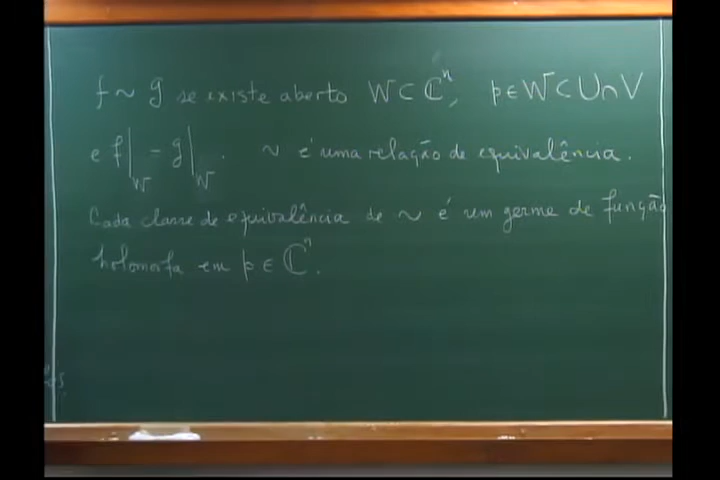 f ~ g se existe aberto W ⊂ ℂⁿ, p ∈ W ⊂ U ∩ V
e f|_W = g|_W. ~ é uma relação de equivalência.
Cada classe de equivalência de ~ é um germe de função
holomorfa em p ∈ ℂⁿ.